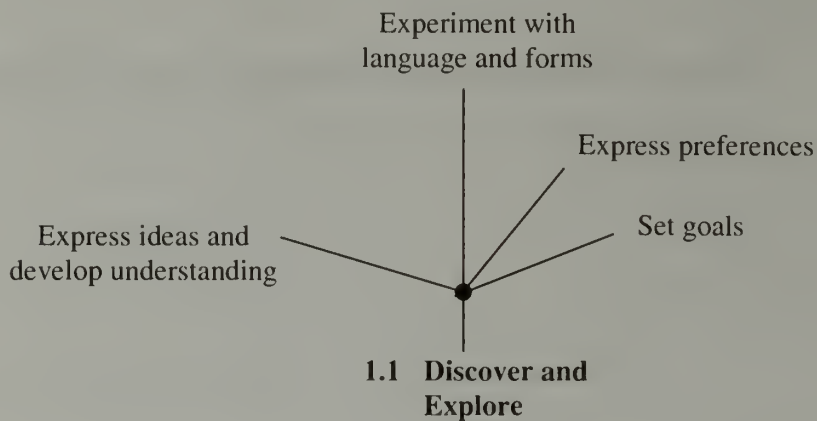 Experiment with
language and forms
Express preferences
Set goals
Express ideas and
develop understanding
1.1 Discover and
Explore